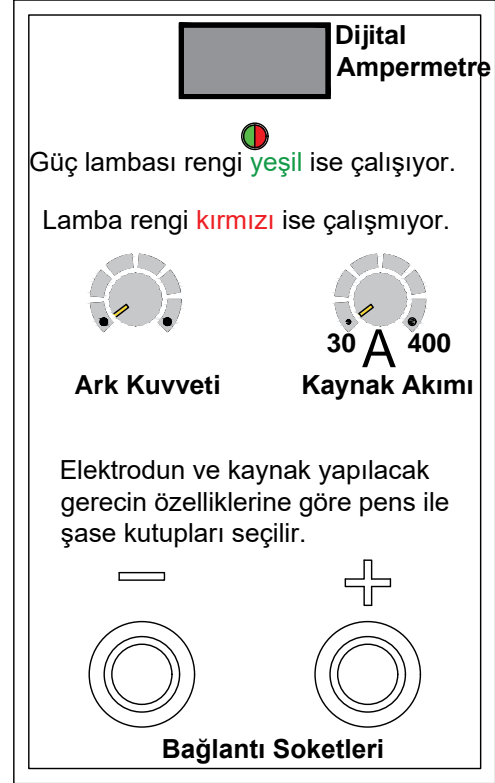 Dijital
Ampermetre
Güç lambası rengi yeşil ise çalışıyor.
Lamba rengi kırmızı ise çalışmıyor.
30 A 400
Ark Kuvveti Kaynak Akımı
Elektrodun ve kaynak yapılacak
gerecin özelliklerine göre pens ile
şase kutupları seçilir.
− +
Bağlantı Soketleri